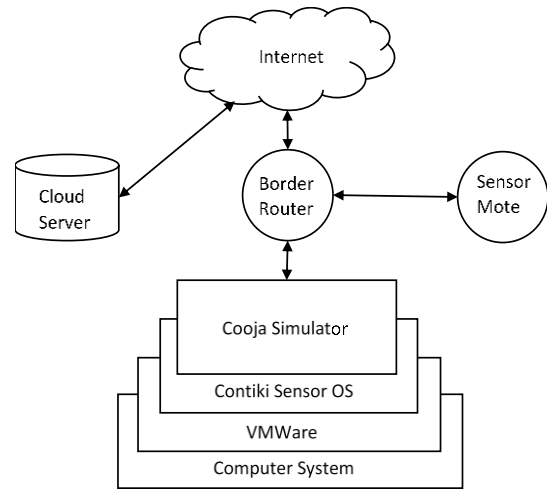 Internet
Cloud
Server
Border
Router
Sensor
Mote
Cooja Simulator
Contiki Sensor OS
VMWare
Computer System